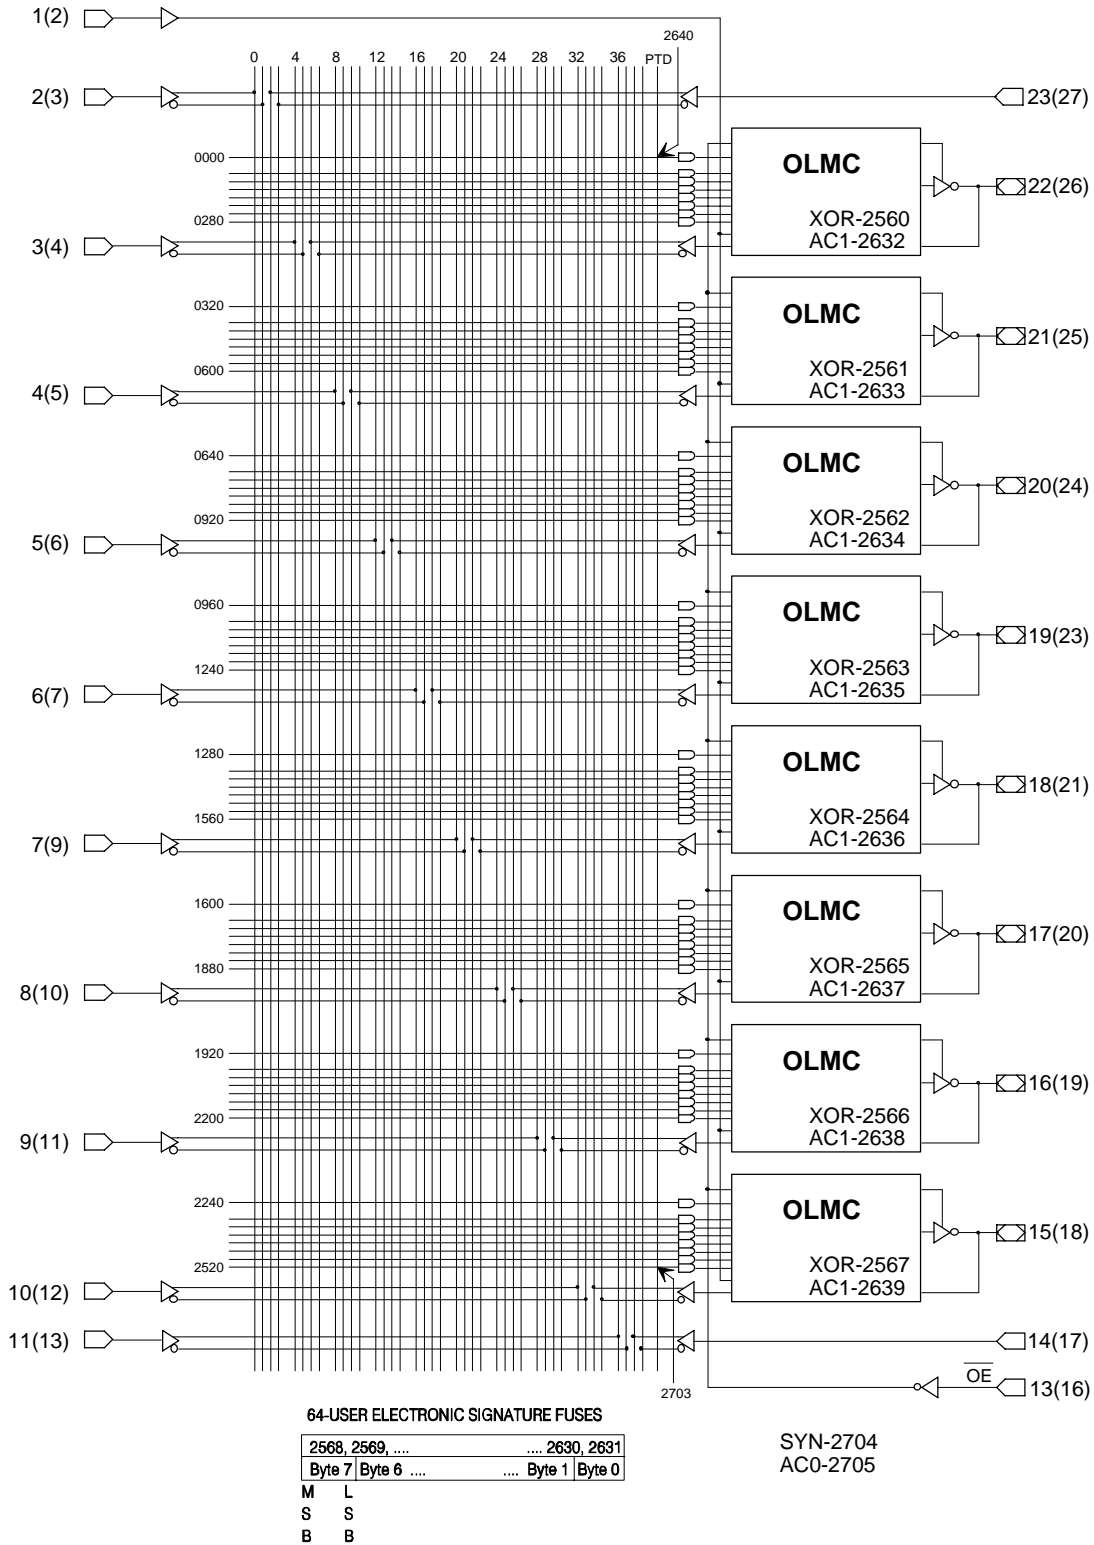 1(2)
2640
0 4 8 12 16 20 24 28 32 36 PTD
2(3)
23(27)
0000
OLMC
22(26)
0280
XOR-2560
3(4)
AC1-2632
0320
OLMC
21(25)
0600
XOR-2561
4(5)
AC1-2633
0640
OLMC
20(24)
0920
XOR-2562
5(6)
AC1-2634
0960
OLMC
19(23)
1240
XOR-2563
6(7)
AC1-2635
1280
OLMC
18(21)
1560
XOR-2564
7(9)
AC1-2636
1600
OLMC
17(20)
1880
XOR-2565
8(10)
AC1-2637
1920
OLMC
16(19)
2200
XOR-2566
9(11)
AC1-2638
2240
OLMC
15(18)
2520
XOR-2567
10(12)
AC1-2639
11(13)
14(17)
OE
13(16)
2703
64-USER ELECTRONIC SIGNATURE FUSES
2568, 2569, .... .... 2630, 2631
Byte 7 Byte 6 .... .... Byte 1 Byte 0
M L
S S
B B
SYN-2704
AC0-2705